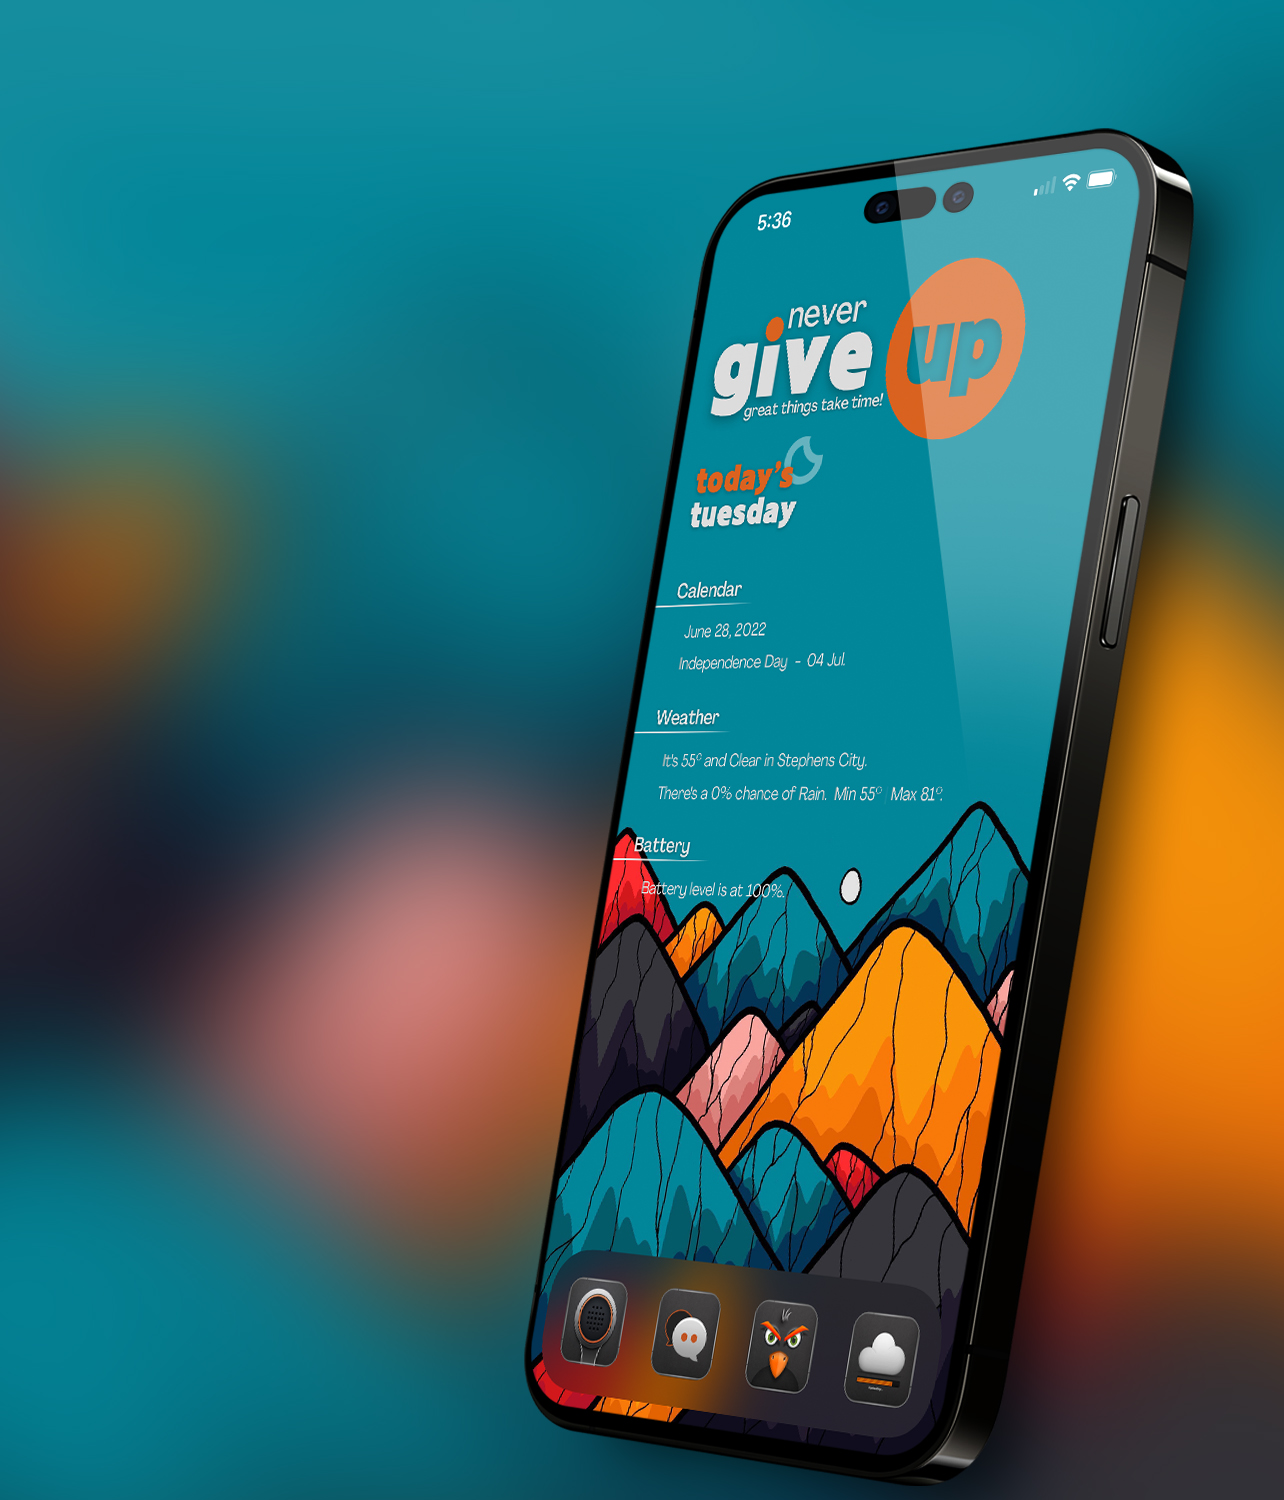 5:36
never
give up
great things take time!
today's
tuesday
Calendar
June 28, 2022
Independence Day - 04 Jul.
Weather
It's 55° and Clear in Stephens City.
There's a 0% chance of Rain. Min 55° | Max 81°.
Battery
Battery level is at 100%.